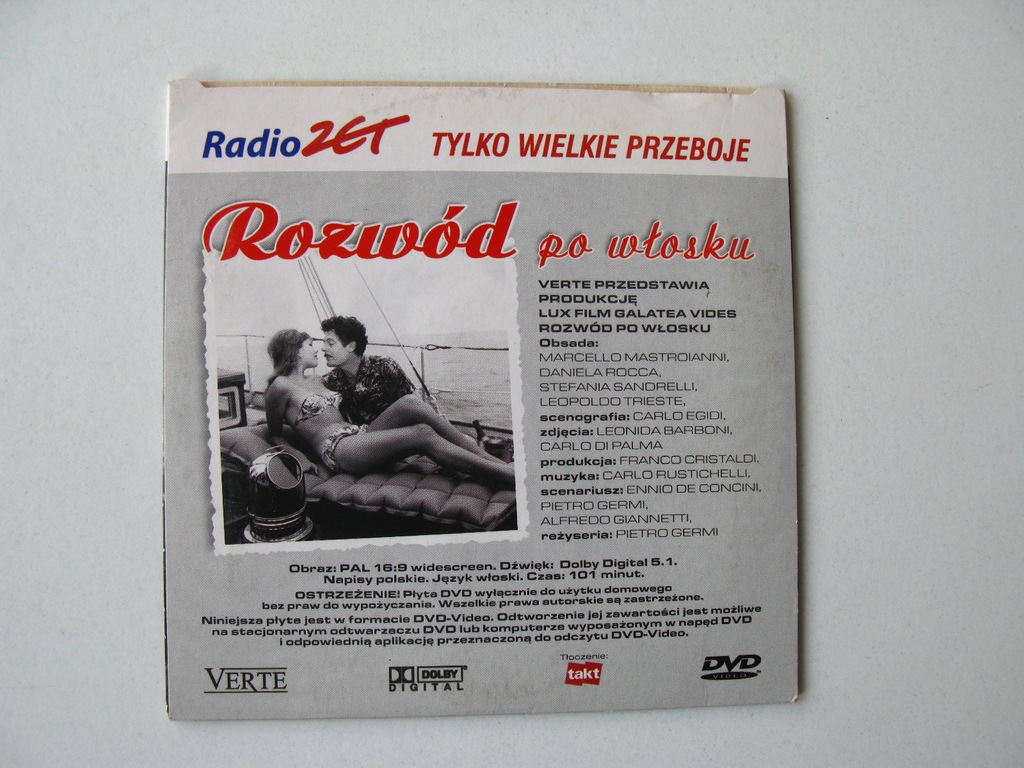 Radio ZET TYLKO WIELKIE PRZEBOJE
Rozwód po włosku
VERTE PRZEDSTAWIA
PRODUKCJĘ
LUX FILM GALATEA VIDES
ROZWÓD PO WŁOSKU
Obsada:
MARCELLO MASTROIANNI,
DANIELA ROCCA,
STEFANIA SANDRELLI,
LEOPOLDO TRIESTE,
scenografia: CARLO EGIDI,
zdjęcia: LEONIDA BARBONI,
CARLO DI PALMA
produkcja: FRANCO CRISTALDI,
muzyka: CARLO RUSTICHELLI,
scenariusz: ENNIO DE CONCINI,
PIETRO GERMI,
ALFREDO GIANNETTI,
reżyseria: PIETRO GERMI
Obraz: PAL 16:9 widescreen. Dźwięk: Dolby Digital 5.1.
Napisy polskie. Język włoski. Czas: 101 minut.
OSTRZEŻENIE! Płyta DVD wyłącznie do użytku domowego
bez praw do wypożyczania. Wszelkie prawa autorskie są zastrzeżone.
Niniejsza płyta jest w formacie DVD-Video. Odtworzenie jej zawartości jest możliwe
na stacjonarnym odtwarzaczu DVD lub komputerze wyposażonym w napęd DVD
i odpowiednią aplikację przeznaczoną do odczytu DVD-Video.
VERTE
DOLBY
DIGITAL
Tłoczenie:
takt
DVD
VIDEO